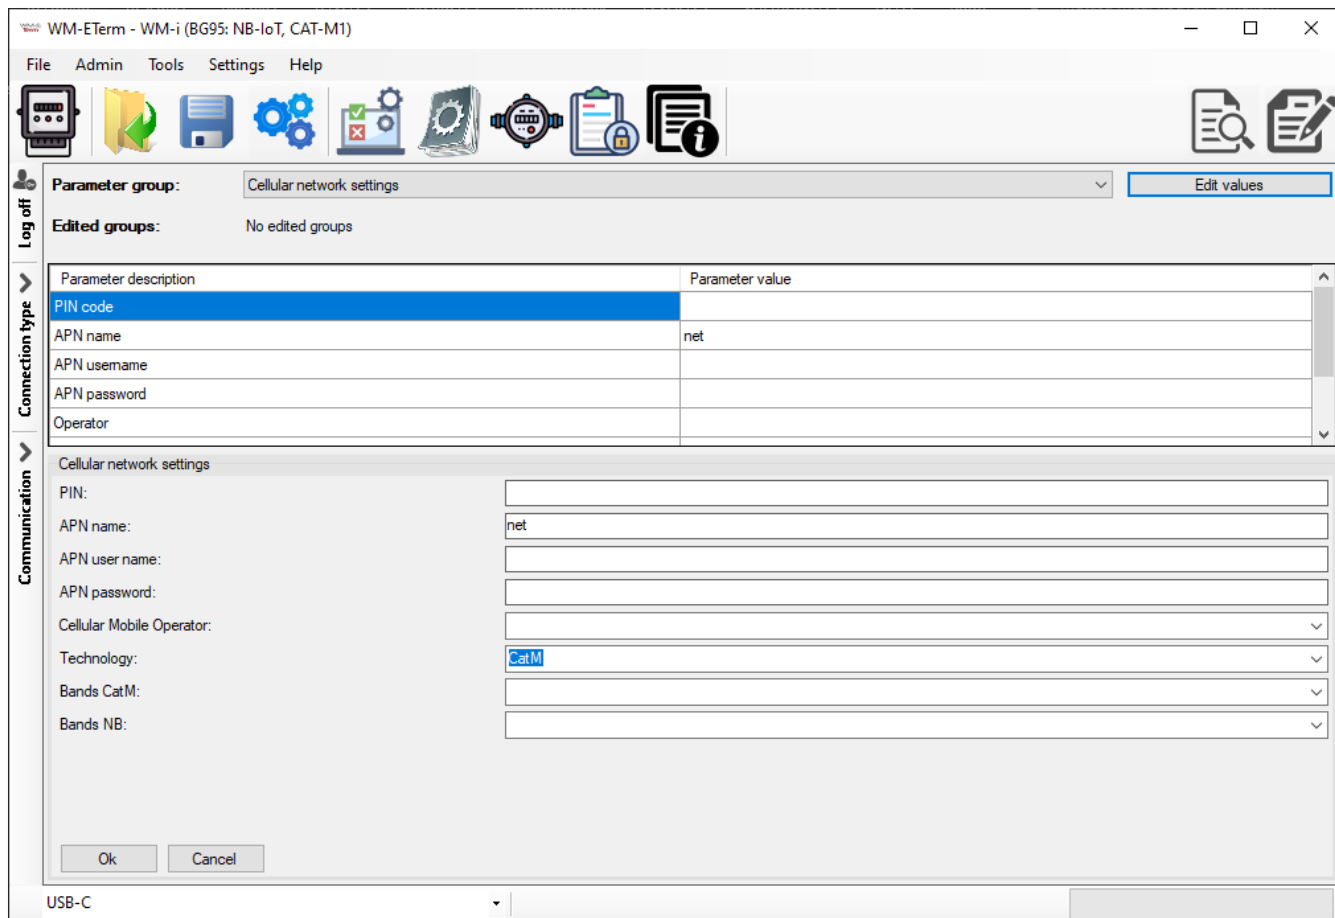 WM-ETerm - WM-i (BG95: NB-IoT, CAT-M1)
File Admin Tools Settings Help
Log off
Connection type
Communication
Parameter group: Cellular network settings Edit values
Edited groups: No edited groups
Parameter description Parameter value
PIN code
APN name net
APN username
APN password
Operator
Cellular network settings
PIN:
APN name: net
APN user name:
APN password:
Cellular Mobile Operator:
Technology: CatM
Bands CatM:
Bands NB:
Ok Cancel
USB-C